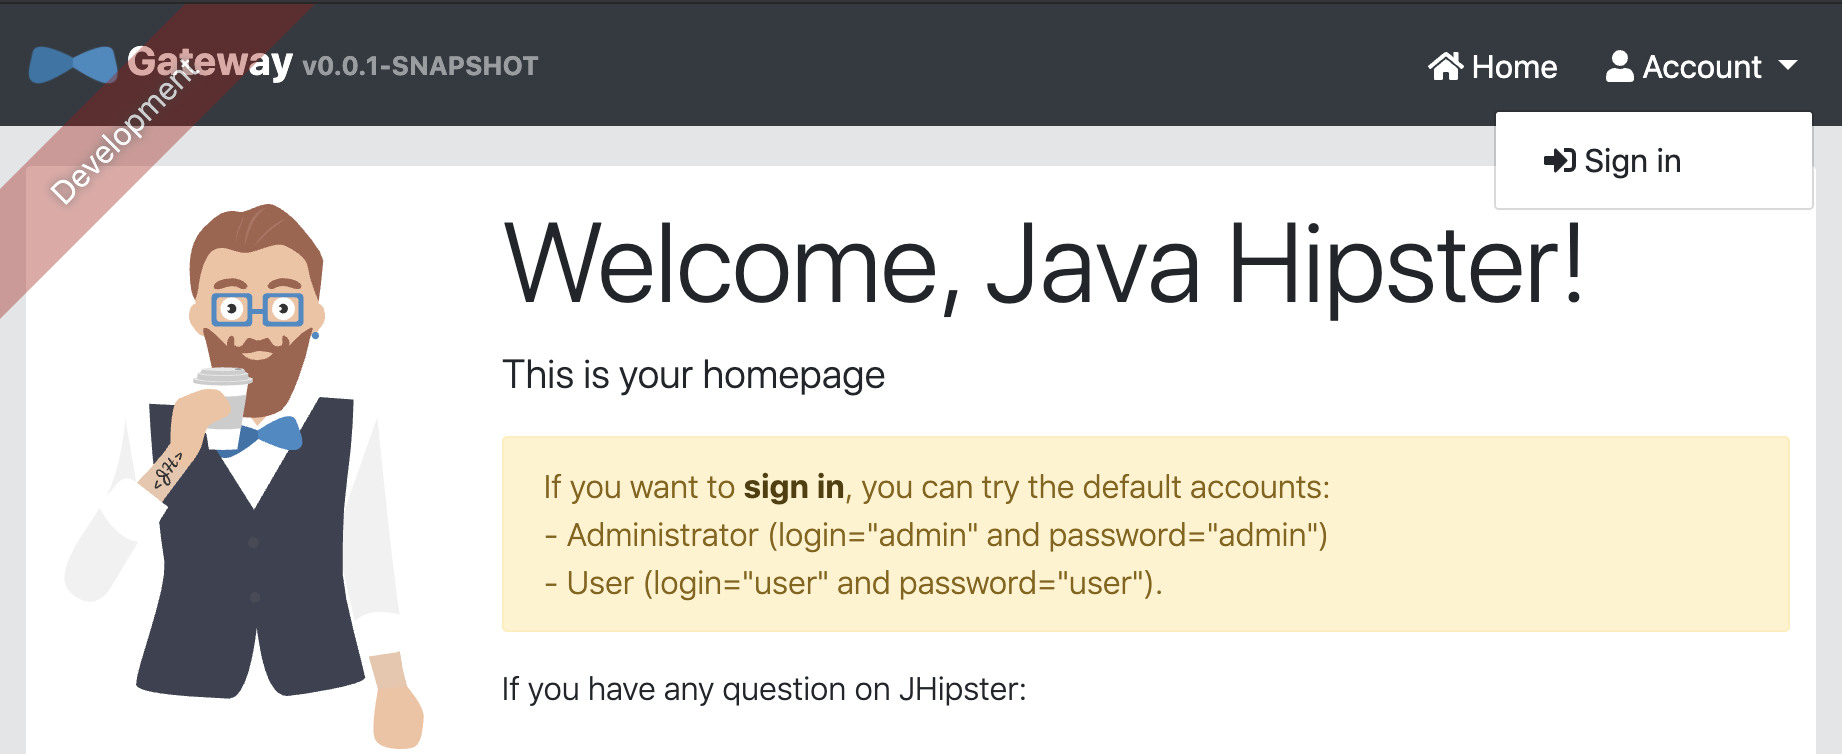 Gateway v0.0.1-SNAPSHOT
Home
Account
Development
Sign in
Welcome, Java Hipster!
This is your homepage
If you want to sign in, you can try the default accounts:
- Administrator (login="admin" and password="admin")
- User (login="user" and password="user").
<JH>
If you have any question on JHipster: